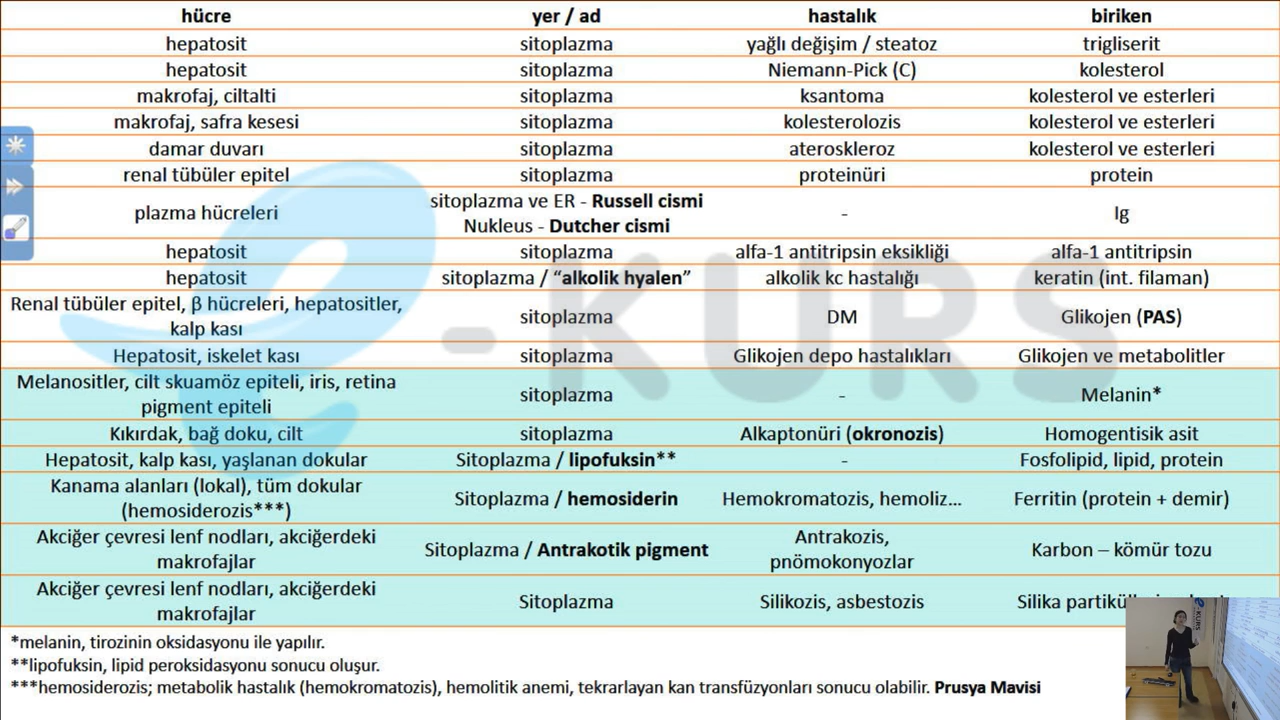 hücre yer / ad hastalık biriken
hepatosit sitoplazma yağlı değişim / steatoz trigliserit
hepatosit sitoplazma Niemann-Pick (C) kolesterol
makrofaj, ciltalti sitoplazma ksantoma kolesterol ve esterleri
makrofaj, safra kesesi sitoplazma kolesterolozis kolesterol ve esterleri
damar duvarı sitoplazma ateroskleroz kolesterol ve esterleri
renal tübüler epitel sitoplazma proteinüri protein
plazma hücreleri sitoplazma ve ER - Russell cismi - Ig
Nukleus - Dutcher cismi
hepatosit sitoplazma alfa-1 antitripsin eksikliği alfa-1 antitripsin
hepatosit sitoplazma / “alkolik hyalen” alkolik kc hastalığı keratin (int. filaman)
Renal tübüler epitel, β hücreleri, hepatositler,
kalp kası sitoplazma DM Glikojen (PAS)
Hepatosit, iskelet kası sitoplazma Glikojen depo hastalıkları Glikojen ve metabolitler
Melanositler, cilt skuamöz epiteli, iris, retina
pigment epiteli sitoplazma - Melanin*
Kıkırdak, bağ doku, cilt sitoplazma Alkaptonüri (okronozis) Homogentisik asit
Hepatosit, kalp kası, yaşlanan dokular Sitoplazma / lipofuksin** - Fosfolipid, lipid, protein
Kanama alanları (lokal), tüm dokular
(hemosiderozis***) Sitoplazma / hemosiderin Hemokromatozis, hemoliz... Ferritin (protein + demir)
Akciğer çevresi lenf nodları, akciğerdeki
makrofajlar Sitoplazma / Antrakotik pigment Antrakozis,
pnömokonyozlar Karbon – kömür tozu
Akciğer çevresi lenf nodları, akciğerdeki
makrofajlar Sitoplazma Silikozis, asbestozis Silika
*melanin, tirozinin oksidasyonu ile yapılır.
**lipofuksin, lipid peroksidasyonu sonucu oluşur.
***hemosiderozis; metabolik hastalık (hemokromatozis), hemolitik anemi, tekrarlayan kan transfüzyonları sonucu olabilir. Prusya Mavisi
e-KURS